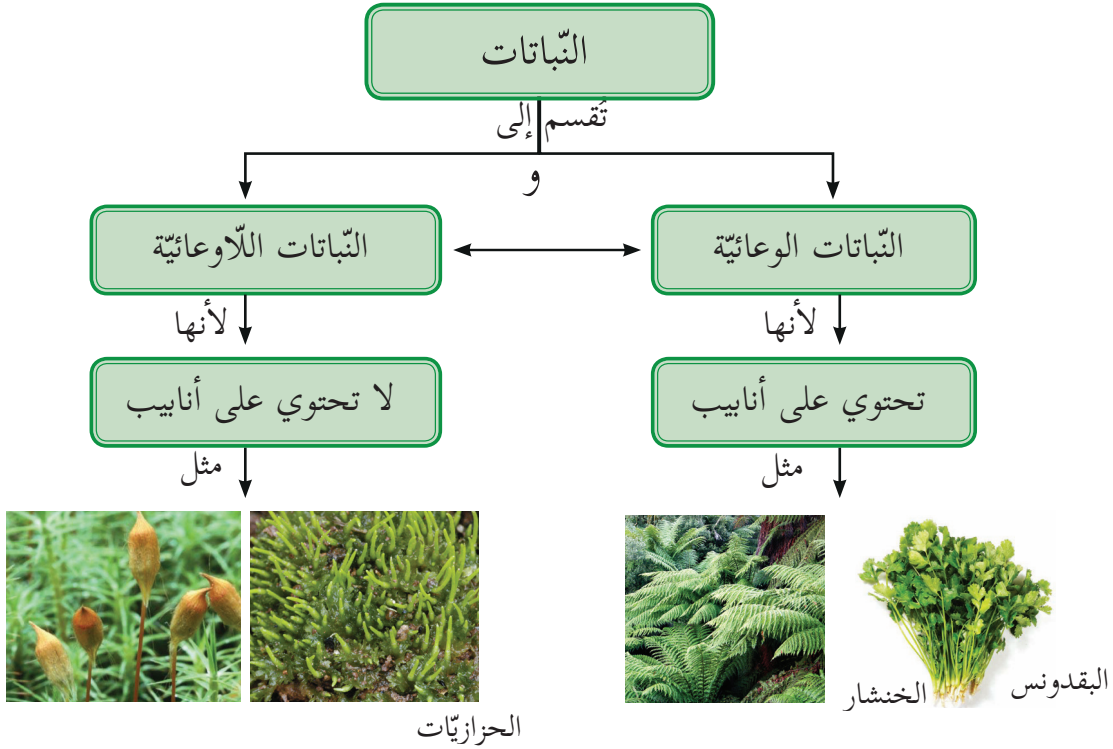 النّباتات
تُقسم إلى
و
النّباتات الوعائيّة
النّباتات اللّاوعائيّة
لأنها
لأنها
تحتوي على أنابيب
لا تحتوي على أنابيب
مثل
مثل
البقدونس
الخنشار
الحزازيّات